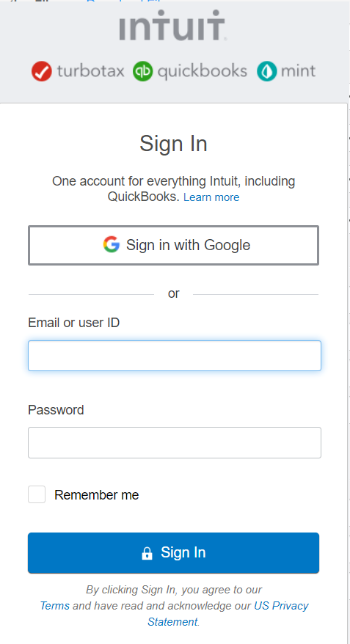 intuit
turbotax qb quickbooks mint
Sign In
One account for everything Intuit, including
QuickBooks. Learn more
Sign in with Google
or
Email or user ID
Password
Remember me
Sign In
By clicking Sign In, you agree to our
Terms and have read and acknowledge our US Privacy
Statement.